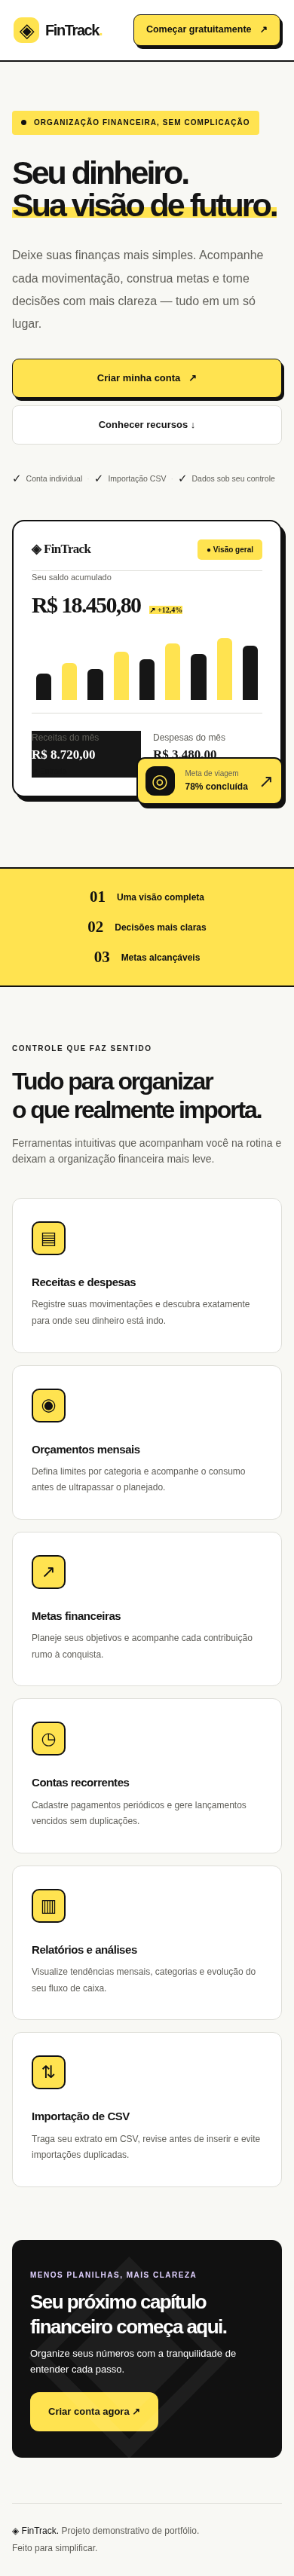 ◈ FinTrack.
Começar gratuitamente ↗
● ORGANIZAÇÃO FINANCEIRA, SEM COMPLICAÇÃO
Seu dinheiro.
Sua visão de futuro.
Deixe suas finanças mais simples. Acompanhe
cada movimentação, construa metas e tome
decisões com mais clareza — tudo em um só
lugar.
Criar minha conta ↗
Conhecer recursos ↓
✓ Conta individual ✓ Importação CSV ✓ Dados sob seu controle
◈ FinTrack
● Visão geral
Seu saldo acumulado
R$ 18.450,80 ↗ +12,4%
Receitas do mês
R$ 8.720,00
Despesas do mês
R$ 3.480,00
◎ Meta de viagem
78% concluída ↗
01 Uma visão completa
02 Decisões mais claras
03 Metas alcançáveis
CONTROLE QUE FAZ SENTIDO
Tudo para organizar
o que realmente importa.
Ferramentas intuitivas que acompanham você na rotina e
deixam a organização financeira mais leve.
Receitas e despesas
Registre suas movimentações e descubra exatamente
para onde seu dinheiro está indo.
Orçamentos mensais
Defina limites por categoria e acompanhe o consumo
antes de ultrapassar o planejado.
↗
Metas financeiras
Planeje seus objetivos e acompanhe cada contribuição
rumo à conquista.
Contas recorrentes
Cadastre pagamentos periódicos e gere lançamentos
vencidos sem duplicações.
Relatórios e análises
Visualize tendências mensais, categorias e evolução do
seu fluxo de caixa.
⇅
Importação de CSV
Traga seu extrato em CSV, revise antes de inserir e evite
importações duplicadas.
MENOS PLANILHAS, MAIS CLAREZA
Seu próximo capítulo
financeiro começa aqui.
Organize seus números com a tranquilidade de
entender cada passo.
Criar conta agora ↗
◈ FinTrack. Projeto demonstrativo de portfólio.
Feito para simplificar.